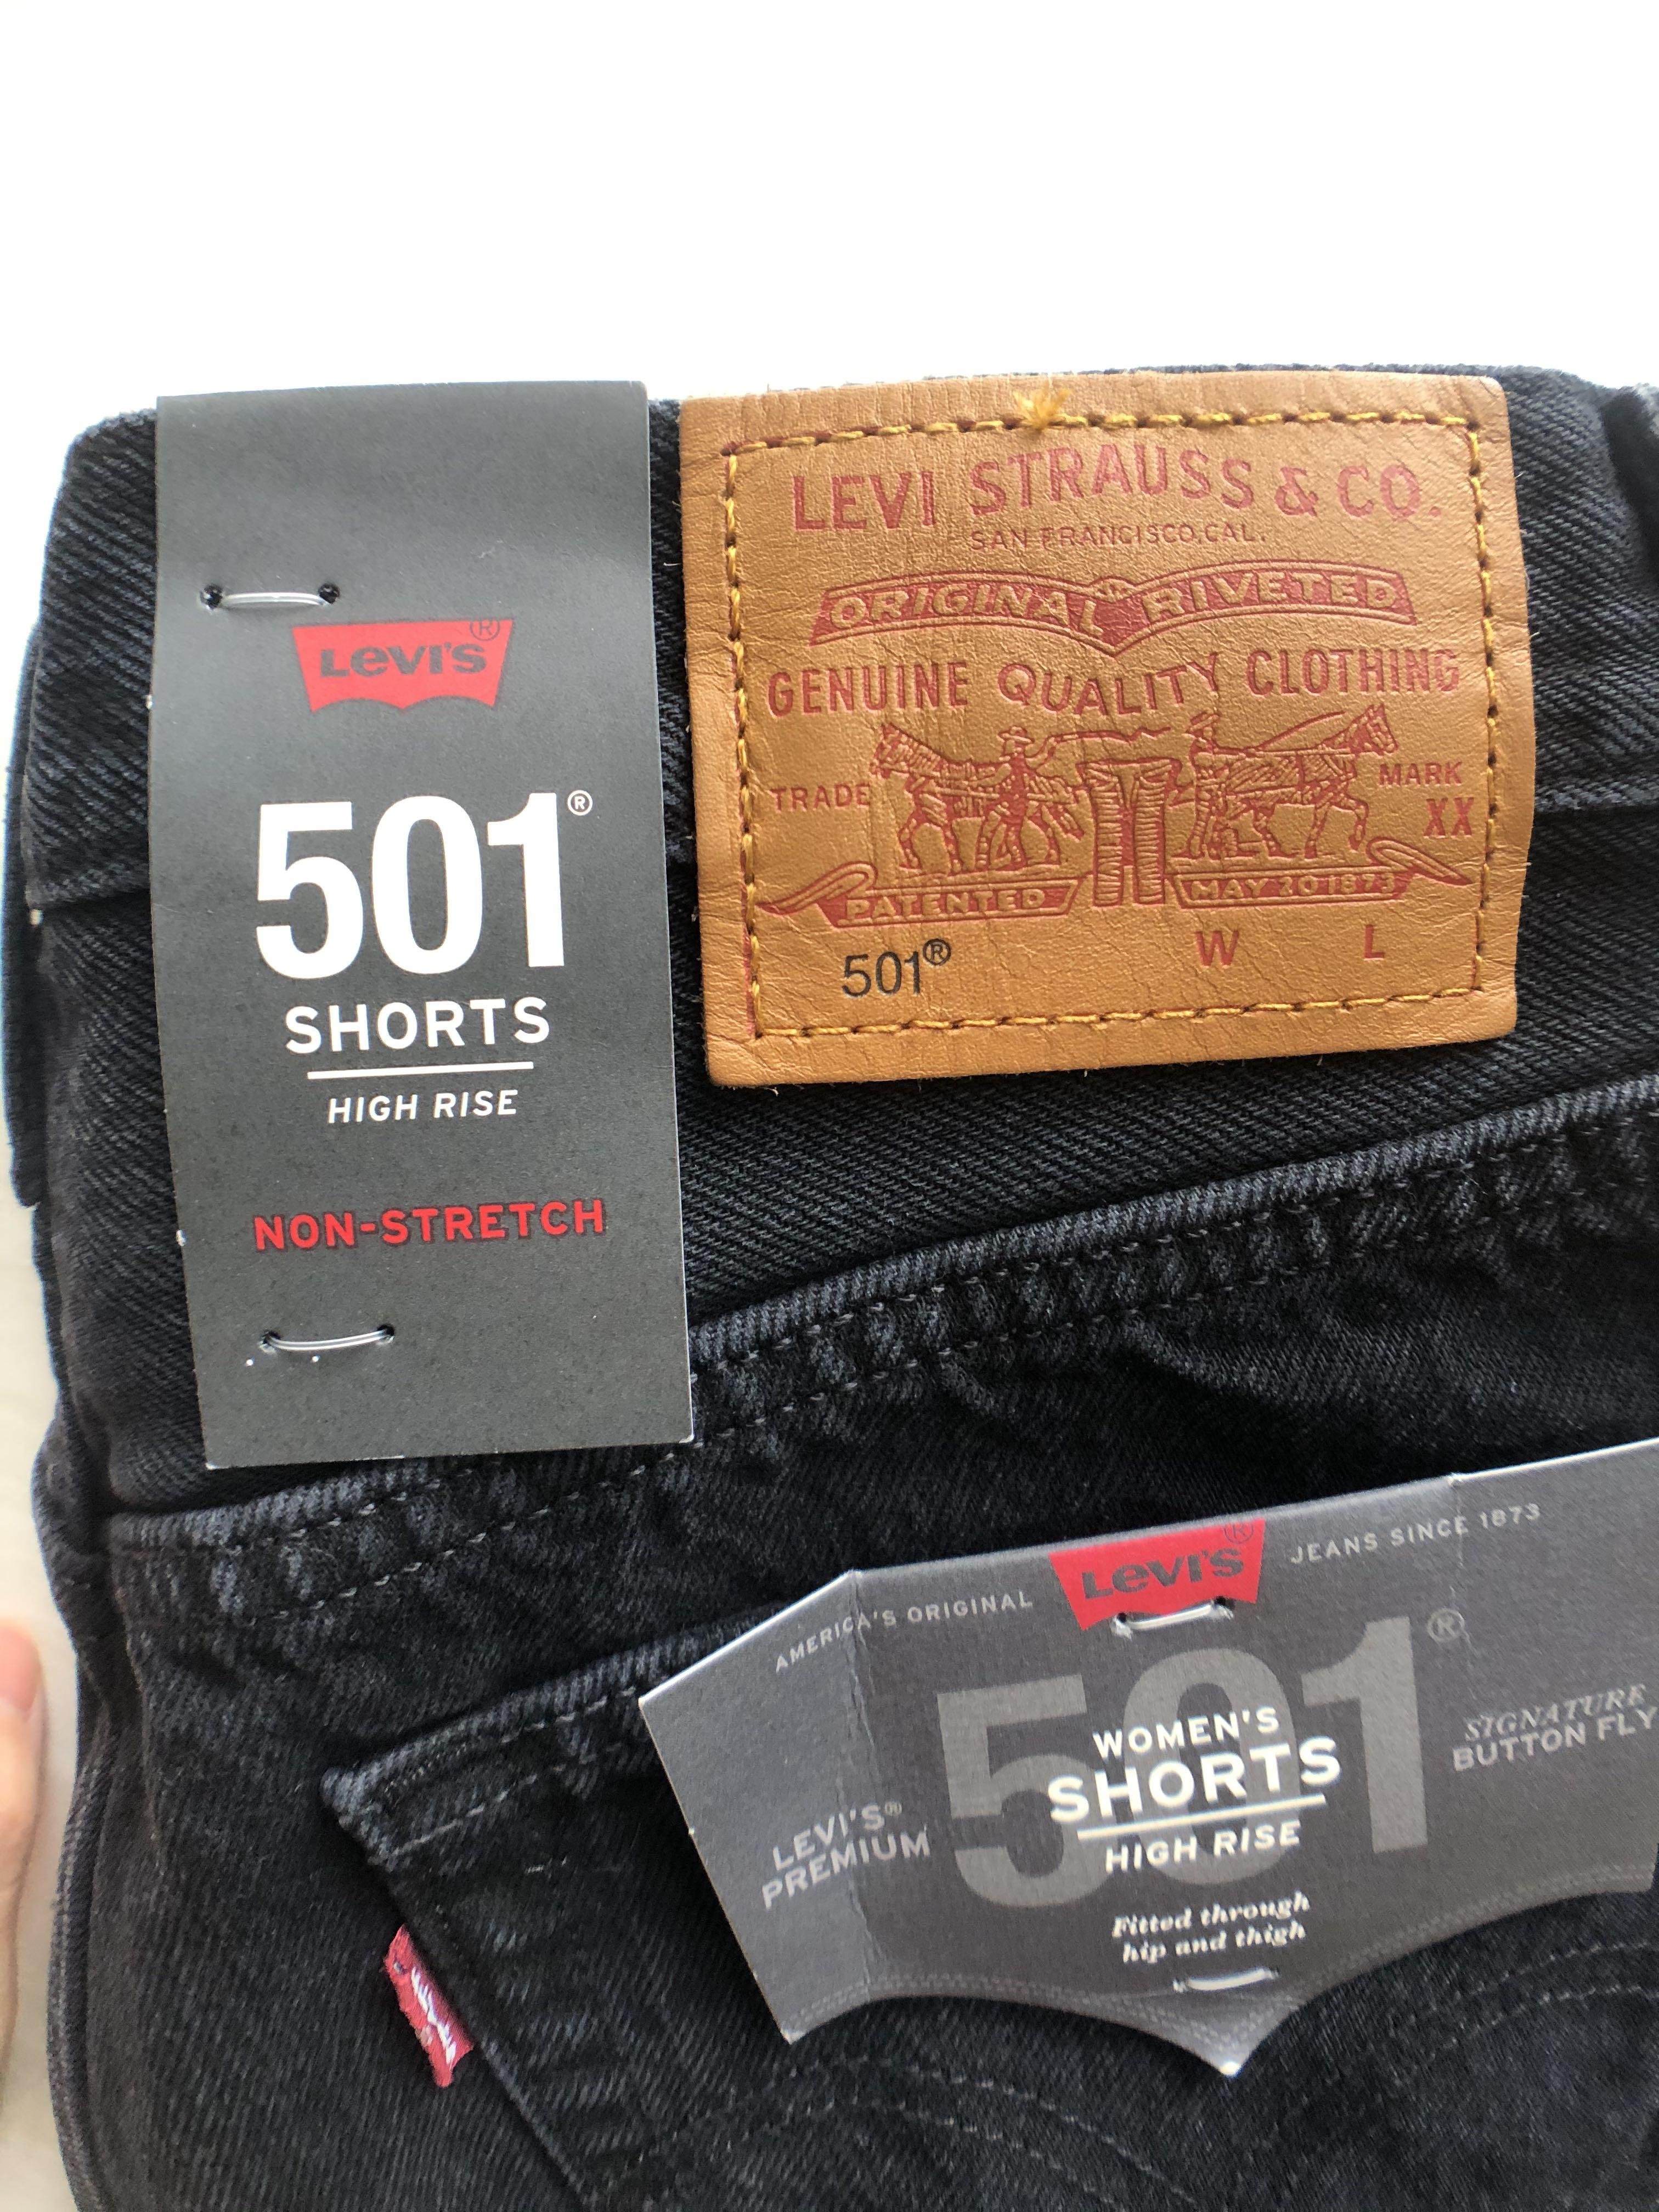 LEVI'S®
501®
SHORTS
HIGH RISE
NON-STRETCH
LEVI STRAUSS & CO.
SAN FRANCISCO, CAL.
ORIGINAL RIVETED
GENUINE QUALITY CLOTHING
TRADE MARK
XX
PATENTED MAY 20 1873
501® W L
AMERICA'S ORIGINAL LEVI'S® JEANS SINCE 1873
501®
WOMEN'S
SHORTS
HIGH RISE
LEVI'S®
PREMIUM
SIGNATURE
BUTTON FLY
Fitted through
hip and thigh